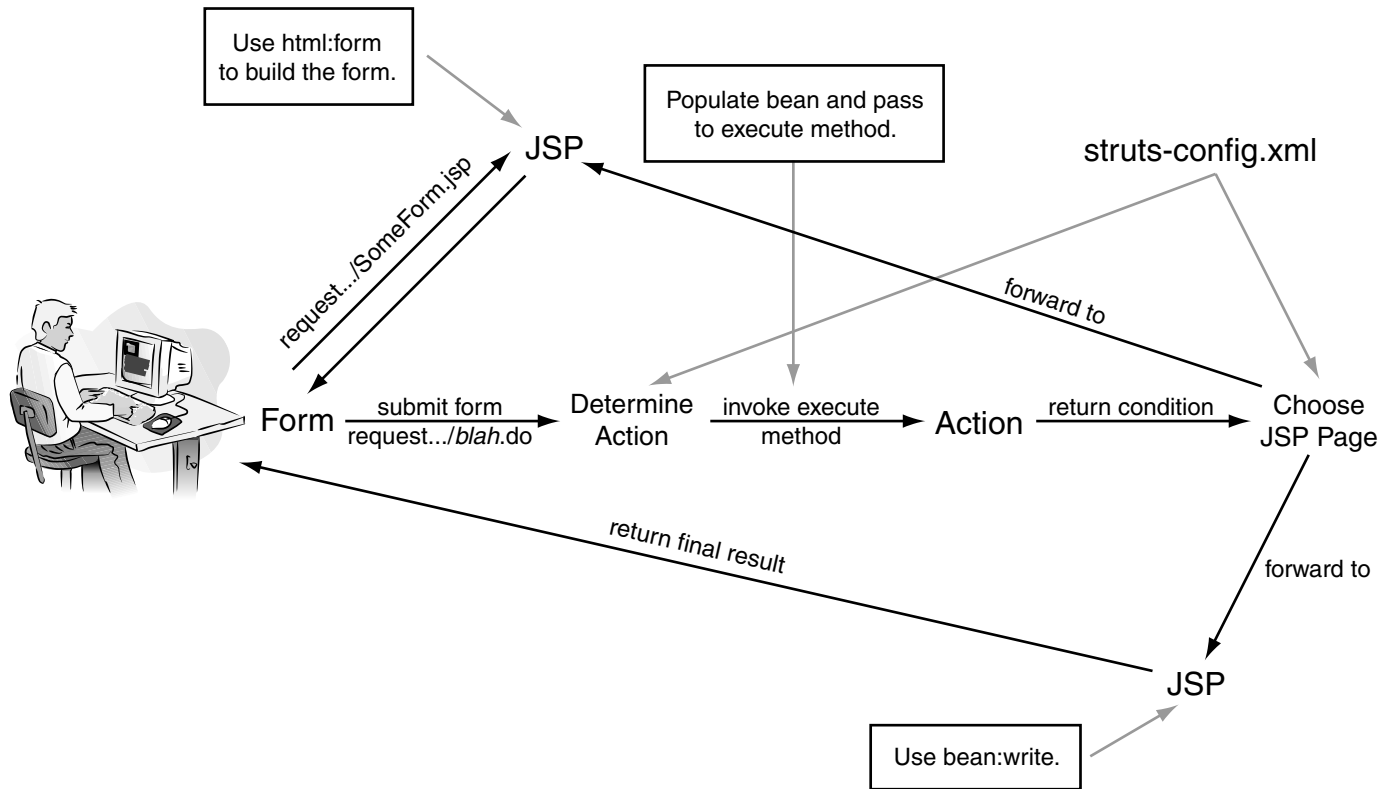 Use html:form
to build the form.
Populate bean and pass
to execute method.
JSP
struts-config.xml
request.../SomeForm.jsp
forward to
Form
submit form
request.../blah.do
Determine
Action
invoke execute
method
Action
return condition
Choose
JSP Page
return final result
forward to
JSP
Use bean:write.